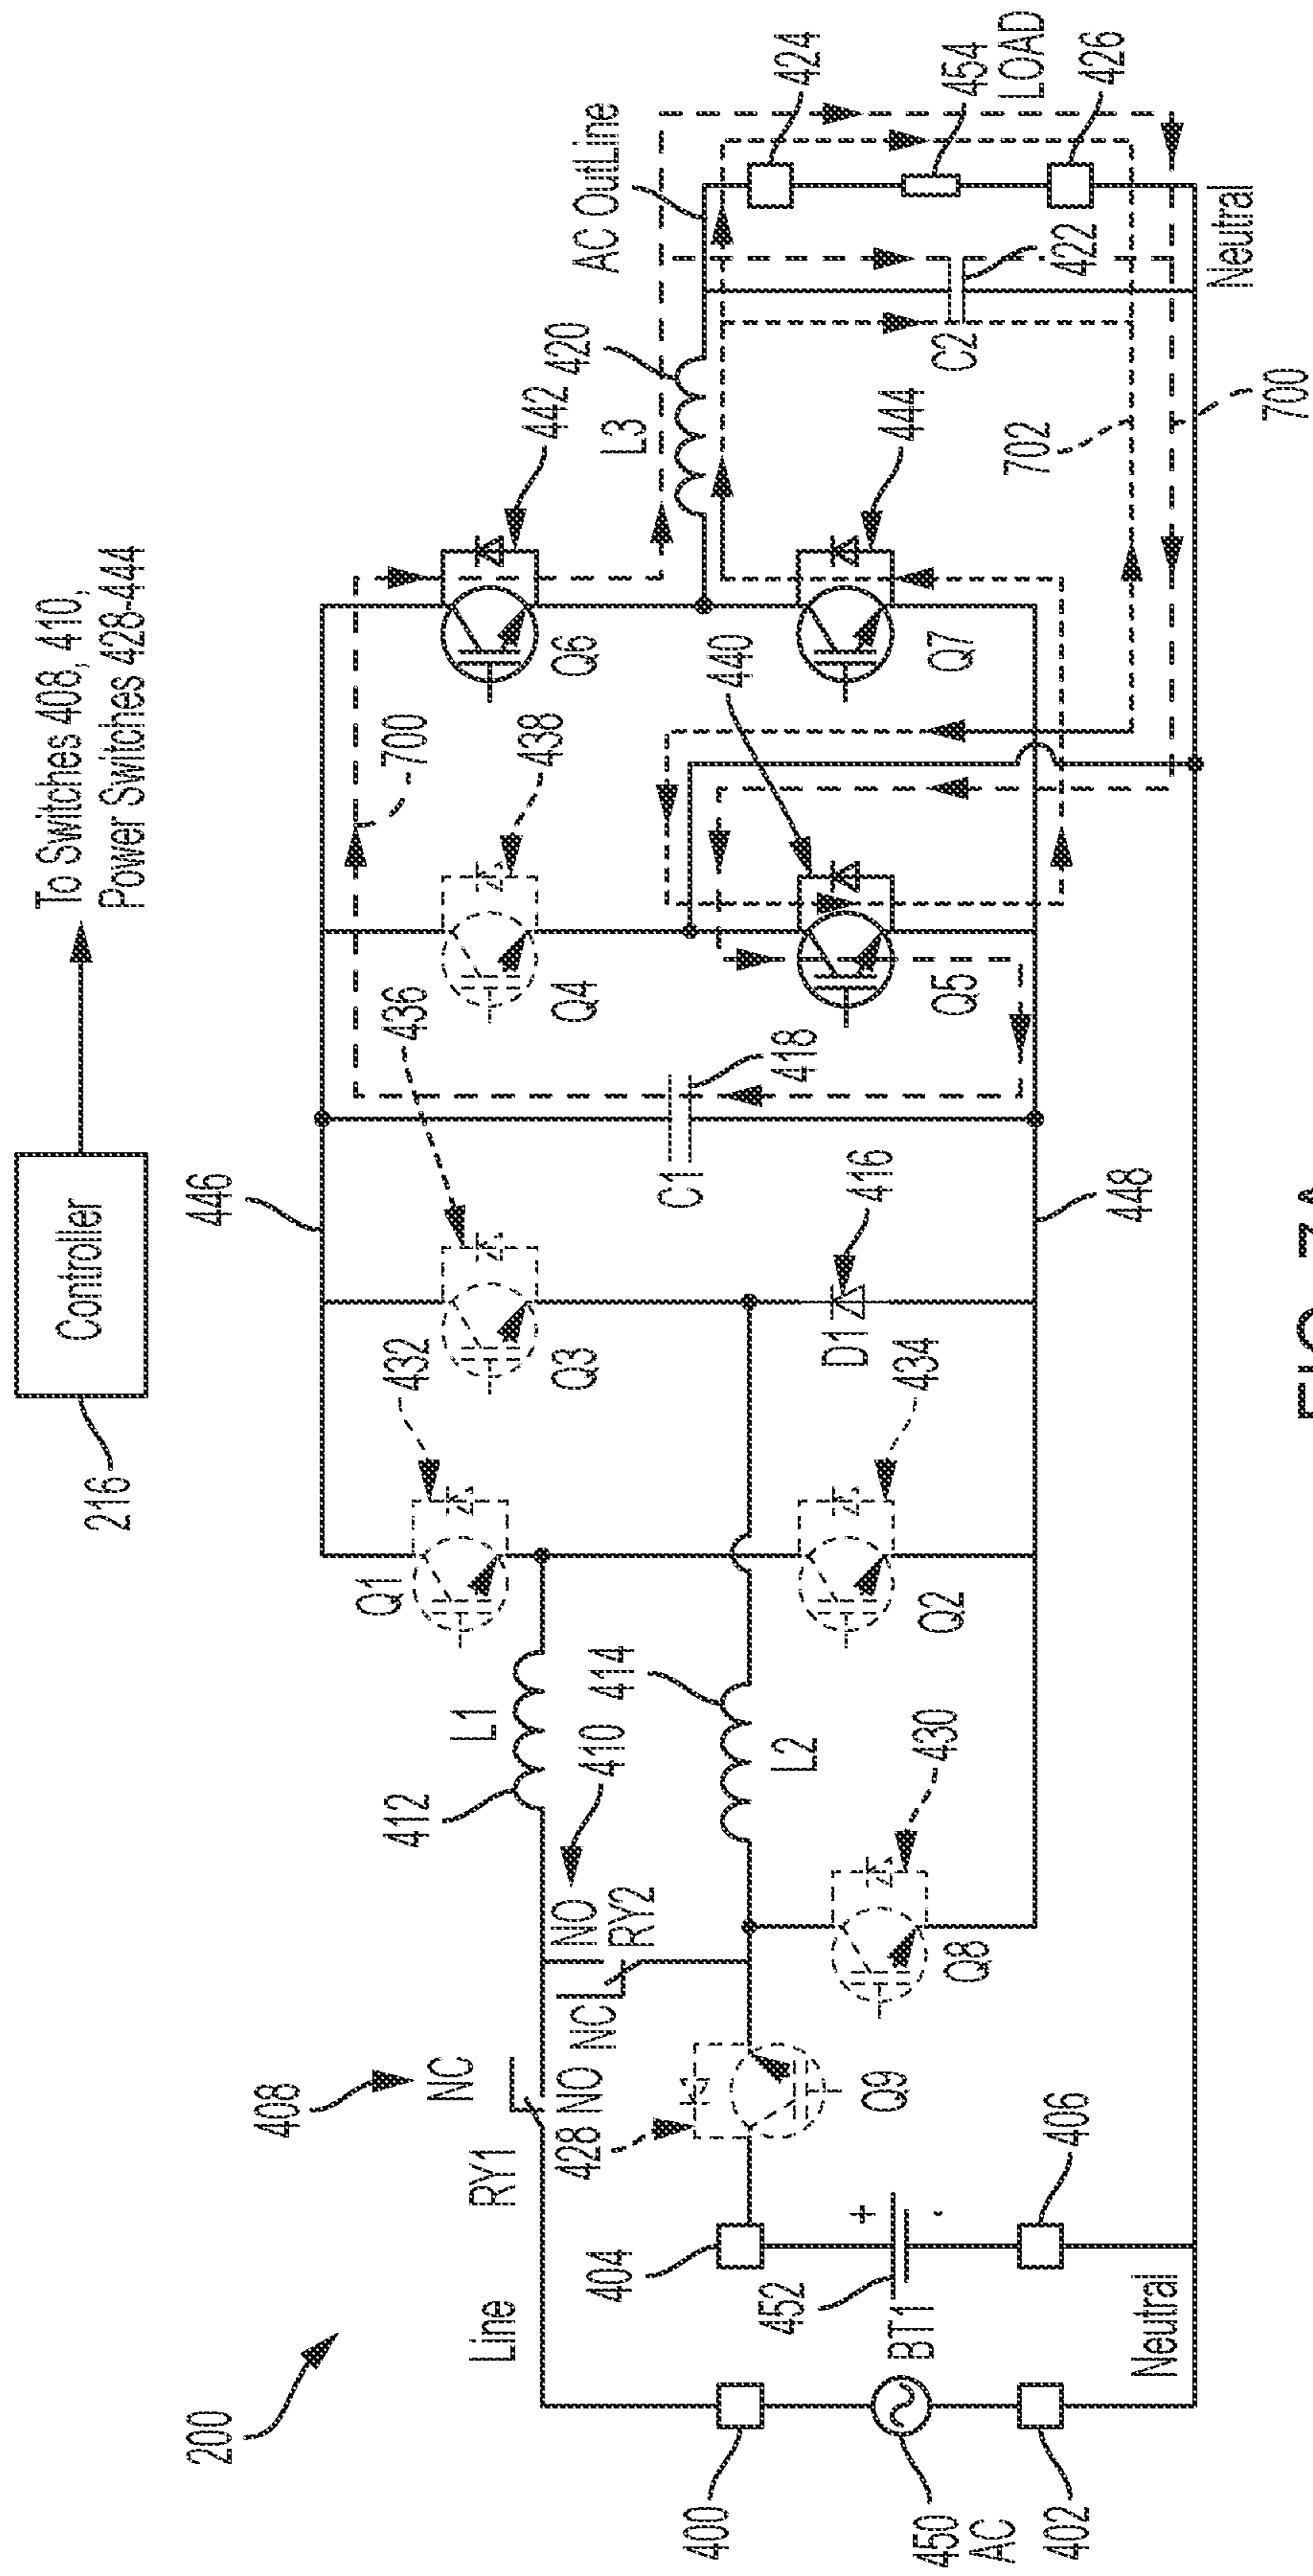 Controller
216
To Switches 408, 410,
Power Switches 428-444
200
446
432
436
700
438
442
420
AC OutLine
424
L3
Q1
Q3
Q4
Q6
408
NC
RY1
NO
NC
NO
RY2
410
412
L1
414
L2
Line
428
Q9
404
452
BT1
+
-
406
400
450
AC
402
Neutral
Q8
430
Q2
434
D1
416
C1
418
448
Q5
440
Q7
444
702
700
C2
422
454
LOAD
426
Neutral